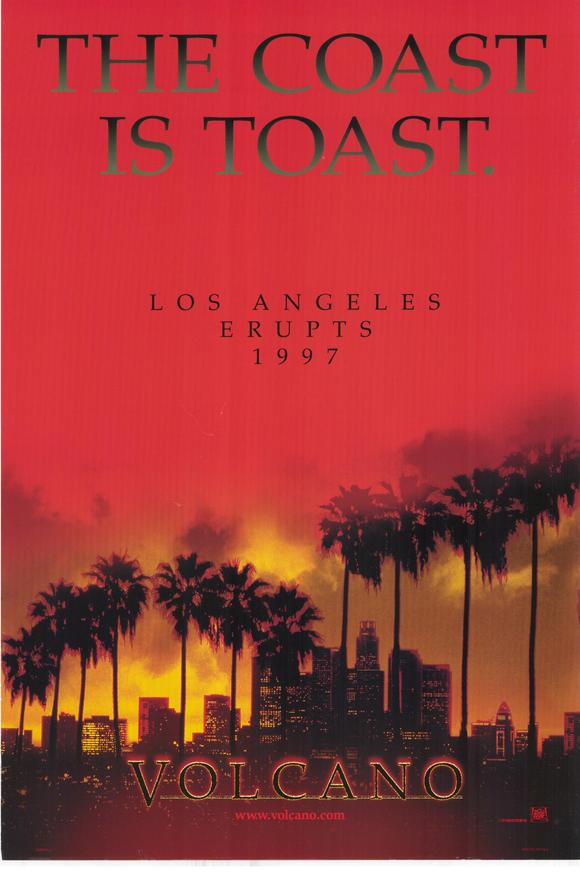 THE COAST
IS TOAST.
LOS ANGELES
ERUPTS
1997
VOLCANO
www.volcano.com